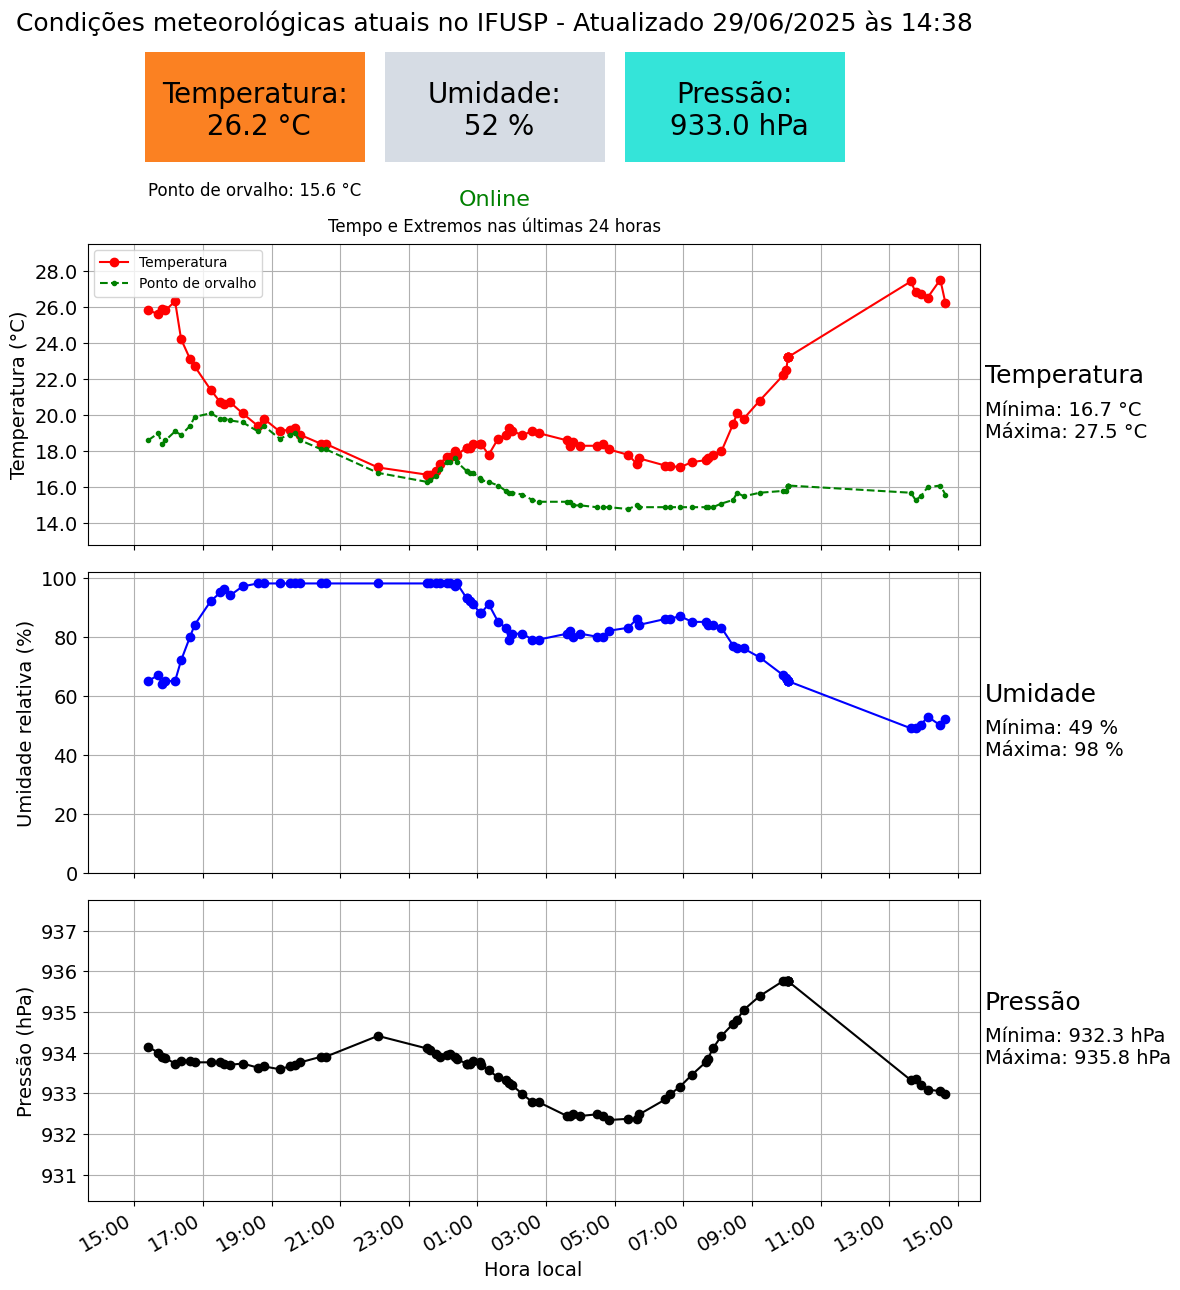 Condições meteorológicas atuais no IFUSP - Atualizado 29/06/2025 às 14:38
Temperatura:
26.2 °C
Umidade:
52 %
Pressão:
933.0 hPa
Ponto de orvalho: 15.6 °C
Online
Tempo e Extremos nas últimas 24 horas
Temperatura
Ponto de orvalho
Temperatura (°C)
28.0
26.0
24.0
22.0
20.0
18.0
16.0
14.0
Temperatura
Mínima: 16.7 °C
Máxima: 27.5 °C
Umidade relativa (%)
100
80
60
40
20
0
Umidade
Mínima: 49 %
Máxima: 98 %
Pressão (hPa)
937
936
935
934
933
932
931
Pressão
Mínima: 932.3 hPa
Máxima: 935.8 hPa
15:00
17:00
19:00
21:00
23:00
01:00
03:00
05:00
07:00
09:00
11:00
13:00
15:00
Hora local